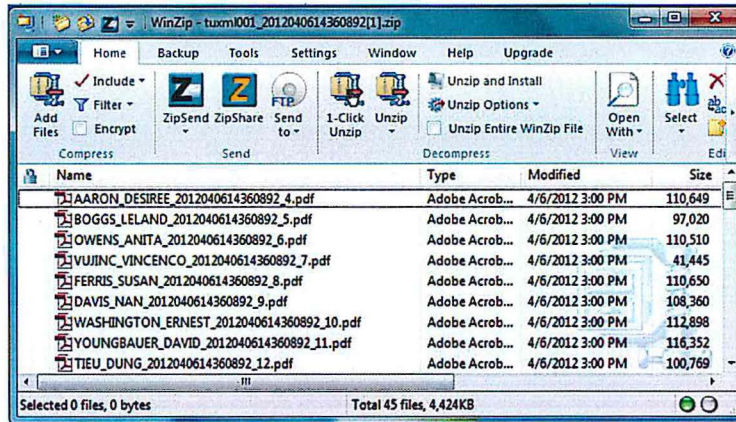 WinZip - tuxml001_2012040614360892[1].zip
Home Backup Tools Settings Window Help Upgrade
Add Files
Include
Filter
Encrypt
Compress
ZipSend ZipShare
FTP
Send to
Send
1-Click Unzip
Unzip
Unzip and Install
Unzip Options
Unzip Entire WinZip File
Decompress
Open With
View
Select
abac
Edi
Name Type Modified Size
AARON_DESIREE_2012040614360892_4.pdf Adobe Acrob... 4/6/2012 3:00 PM 110,649
BOGGS_LELAND_2012040614360892_5.pdf Adobe Acrob... 4/6/2012 3:00 PM 97,020
OWENS_ANITA_2012040614360892_6.pdf Adobe Acrob... 4/6/2012 3:00 PM 110,510
VUJINC_VINCENCO_2012040614360892_7.pdf Adobe Acrob... 4/6/2012 3:00 PM 41,445
FERRIS_SUSAN_2012040614360892_8.pdf Adobe Acrob... 4/6/2012 3:00 PM 110,650
DAVIS_NAN_2012040614360892_9.pdf Adobe Acrob... 4/6/2012 3:00 PM 108,360
WASHINGTON_ERNEST_2012040614360892_10.pdf Adobe Acrob... 4/6/2012 3:00 PM 112,898
YOUNGBAUER_DAVID_2012040614360892_11.pdf Adobe Acrob... 4/6/2012 3:00 PM 116,352
TIEU_DUNG_2012040614360892_12.pdf Adobe Acrob... 4/6/2012 3:00 PM 100,769
Selected 0 files, 0 bytes Total 45 files, 4,424KB